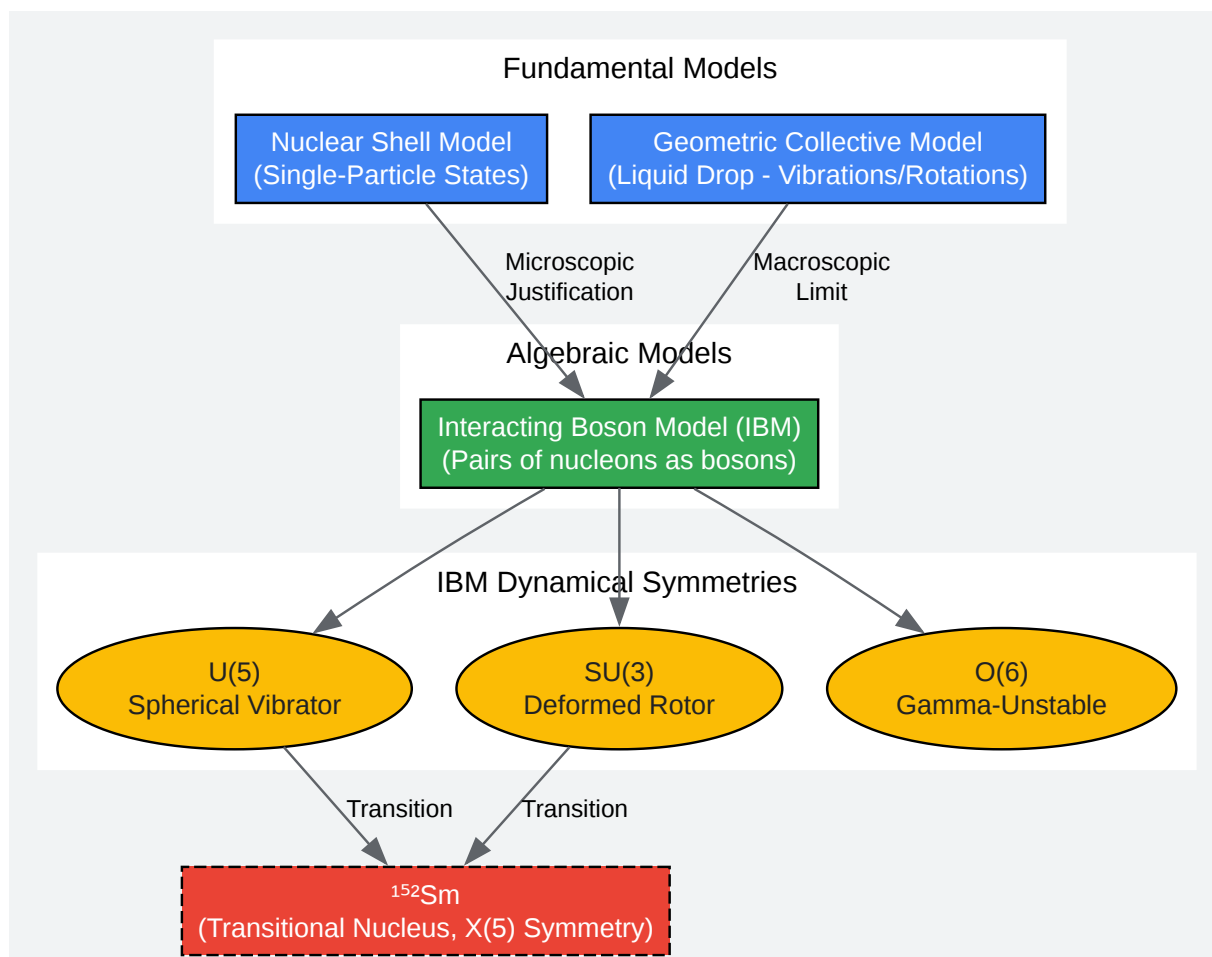 Fundamental Models
Nuclear Shell Model
(Single-Particle States)
Geometric Collective Model
(Liquid Drop - Vibrations/Rotations)
Microscopic
Justification
Macroscopic
Limit
Algebraic Models
Interacting Boson Model (IBM)
(Pairs of nucleons as bosons)
IBM Dynamical Symmetries
U(5)
Spherical Vibrator
SU(3)
Deformed Rotor
O(6)
Gamma-Unstable
Transition
Transition
¹⁵²Sm
(Transitional Nucleus, X(5) Symmetry)